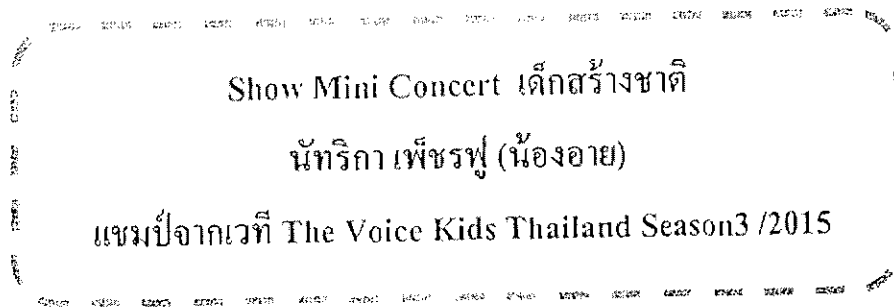 Show Mini Concert เด็กสร้างชาติ
นัทริกา เพ็ชรฟู (น้องอาย)
แชมป์จากเวที The Voice Kids Thailand Season3 /2015